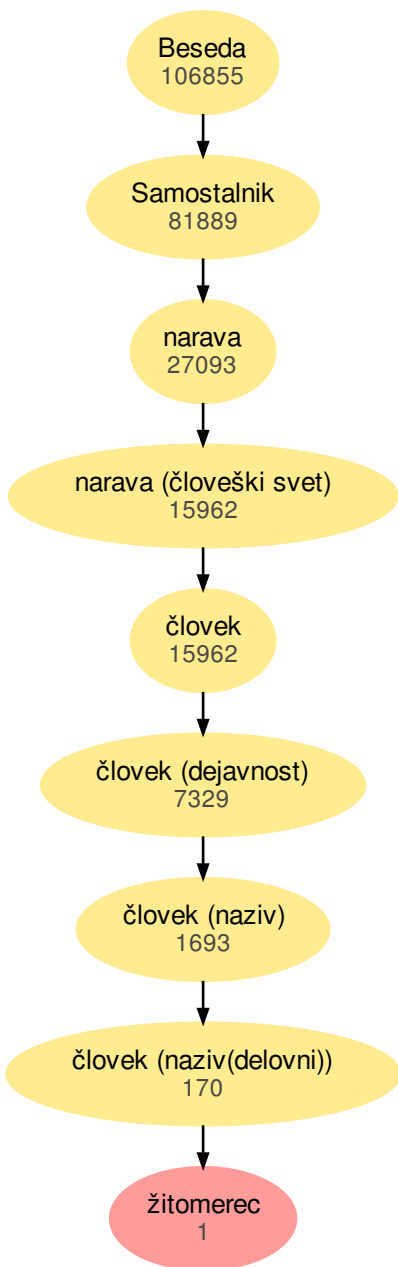 Beseda
106855
Samostalnik
81889
narava
27093
narava (človeški svet)
15962
človek
15962
človek (dejavnost)
7329
človek (naziv)
1693
človek (naziv(delovni))
170
žitomerec
1